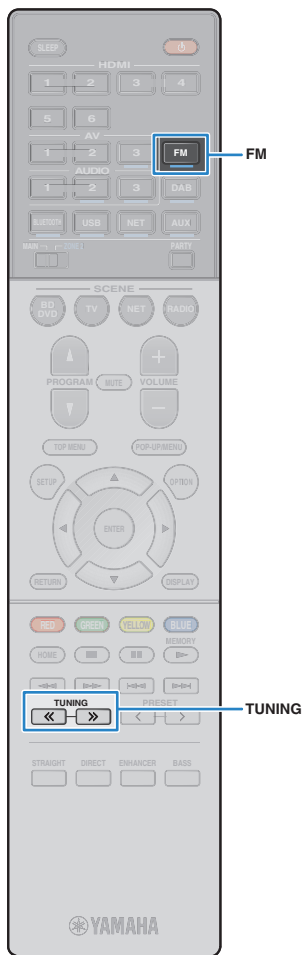 SLEEP
HDMI
1 2 3 4
5 6
AV
1 2 3 FM
FM
AUDIO
1 2 3 DAB
BLUETOOTH USB NET AUX
MAIN ZONE 2 PARTY
SCENE
BD DVD TV NET RADIO
PROGRAM MUTE VOLUME
TOP MENU POP-UP/MENU
SETUP OPTION
ENTER
RETURN DISPLAY
RED GREEN YELLOW BLUE
MEMORY
HOME
TUNING PRESET
TUNING
STRAIGHT DIRECT ENHANCER BASS
YAMAHA